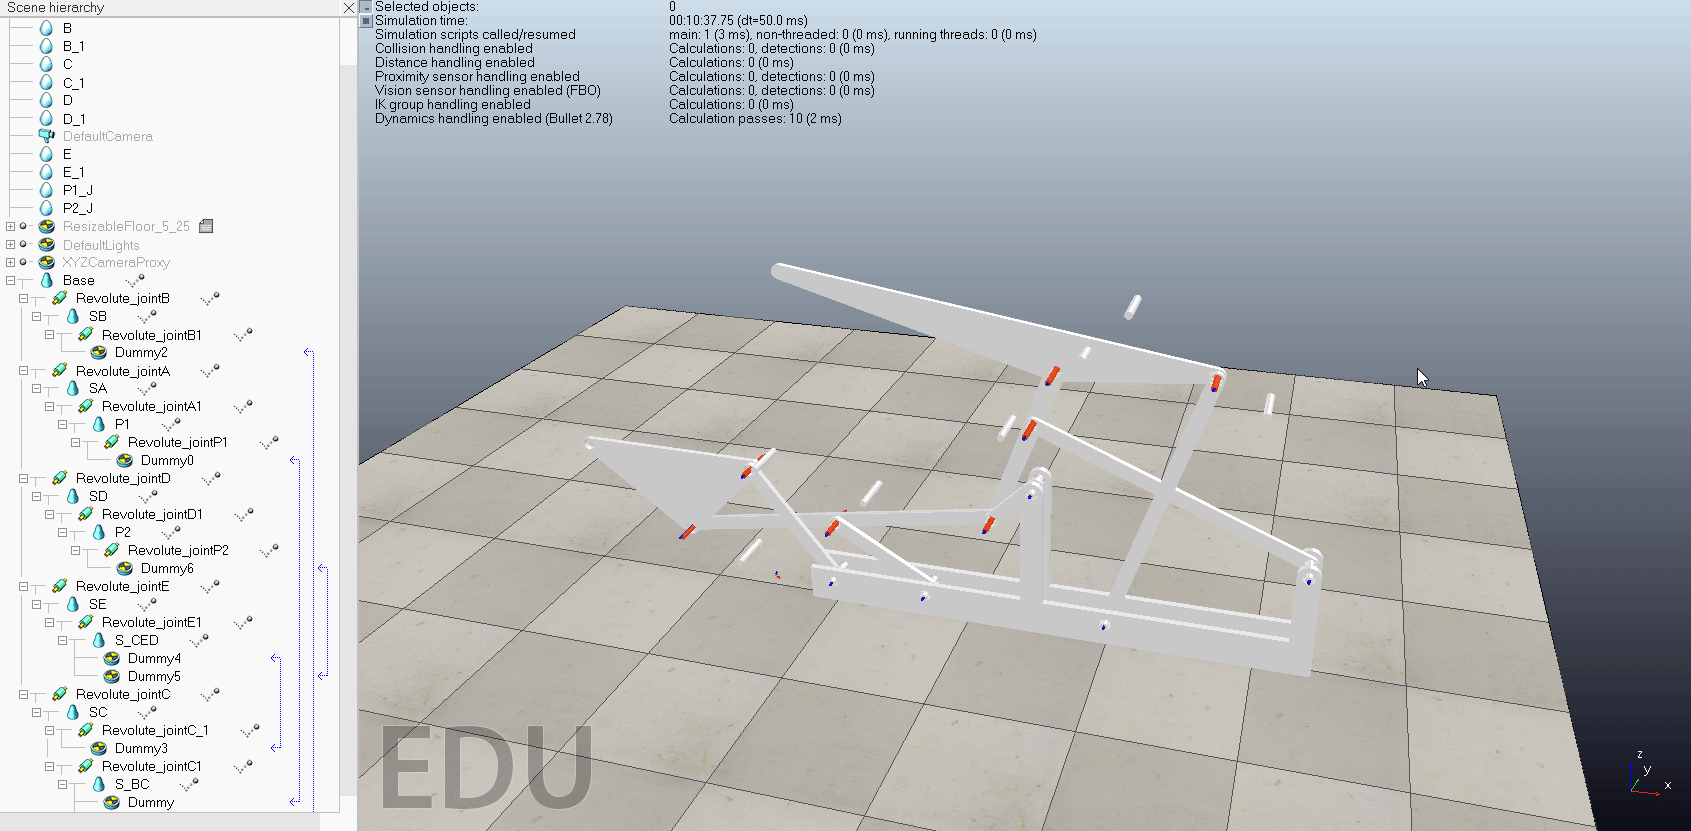 Scene hierarchy
B
B_1
C
C_1
D
D_1
DefaultCamera
E
E_1
P1_J
P2_J
ResizableFloor_5_25
DefaultLights
XYZCameraProxy
Base
Revolute_jointB
SB
Revolute_jointB1
Dummy2
Revolute_jointA
SA
Revolute_jointA1
P1
Revolute_jointP1
Dummy0
Revolute_jointD
SD
Revolute_jointD1
P2
Revolute_jointP2
Dummy6
Revolute_jointE
SE
Revolute_jointE1
S_CED
Dummy4
Dummy5
Revolute_jointC
SC
Revolute_jointC_1
Dummy3
Revolute_jointC1
S_BC
Dummy
Selected objects: 0
Simulation time: 00:10:37.75 (dt=50.0 ms)
Simulation scripts called/resumed main: 1 (3 ms), non-threaded: 0 (0 ms), running threads: 0 (0 ms)
Collision handling enabled Calculations: 0, detections: 0 (0 ms)
Distance handling enabled Calculations: 0 (0 ms)
Proximity sensor handling enabled Calculations: 0, detections: 0 (0 ms)
Vision sensor handling enabled (FBO) Calculations: 0, detections: 0 (0 ms)
IK group handling enabled Calculations: 0 (0 ms)
Dynamics handling enabled (Bullet 2.78) Calculation passes: 10 (2 ms)
EDU
z
y
x